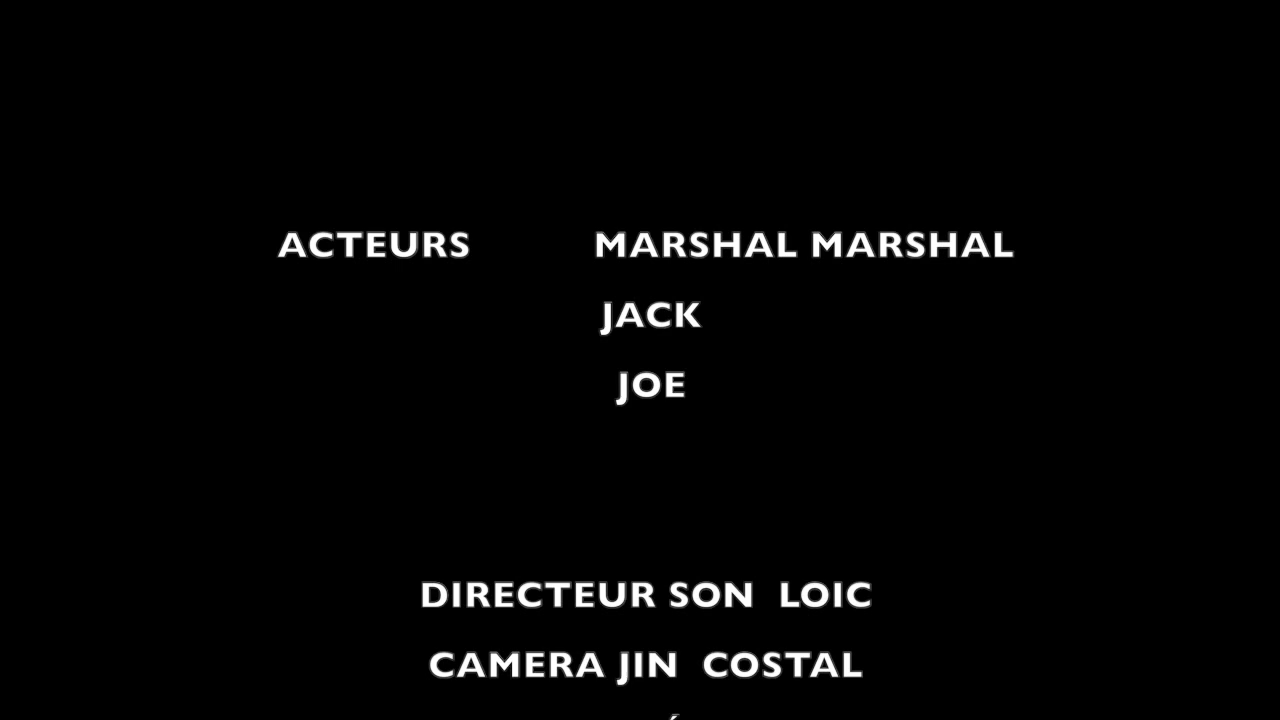 ACTEURS MARSHAL MARSHAL
JACK
JOE
DIRECTEUR SON LOIC
CAMERA JIN COSTAL